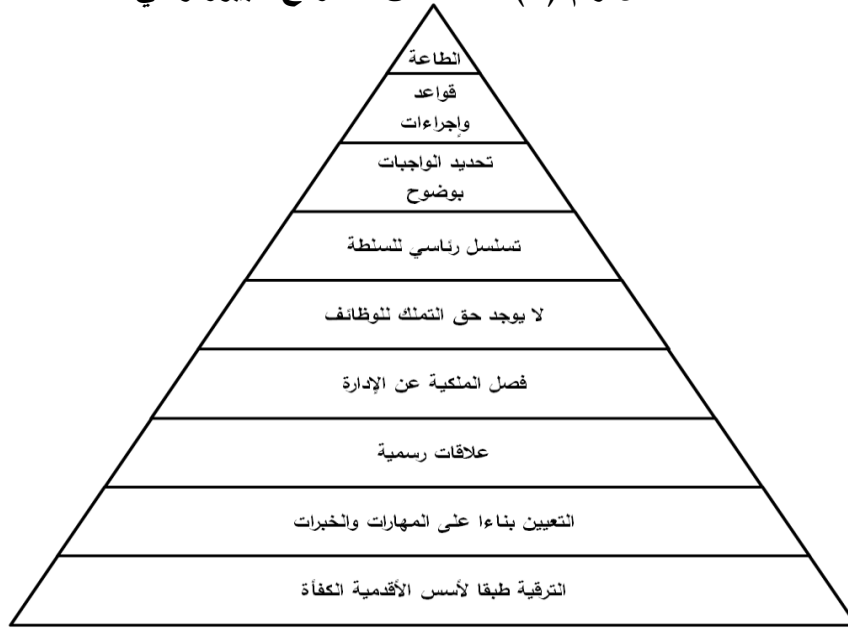 الطاعة
قواعد
وإجراءات
تحديد الواجبات
بوضوح
تسلسل رئاسي للسلطة
لا يوجد حق التملك للوظائف
فصل الملكية عن الإدارة
علاقات رسمية
التعيين بناءا على المهارات والخبرات
الترقية طبقا لأسس الأقدمية الكفأة